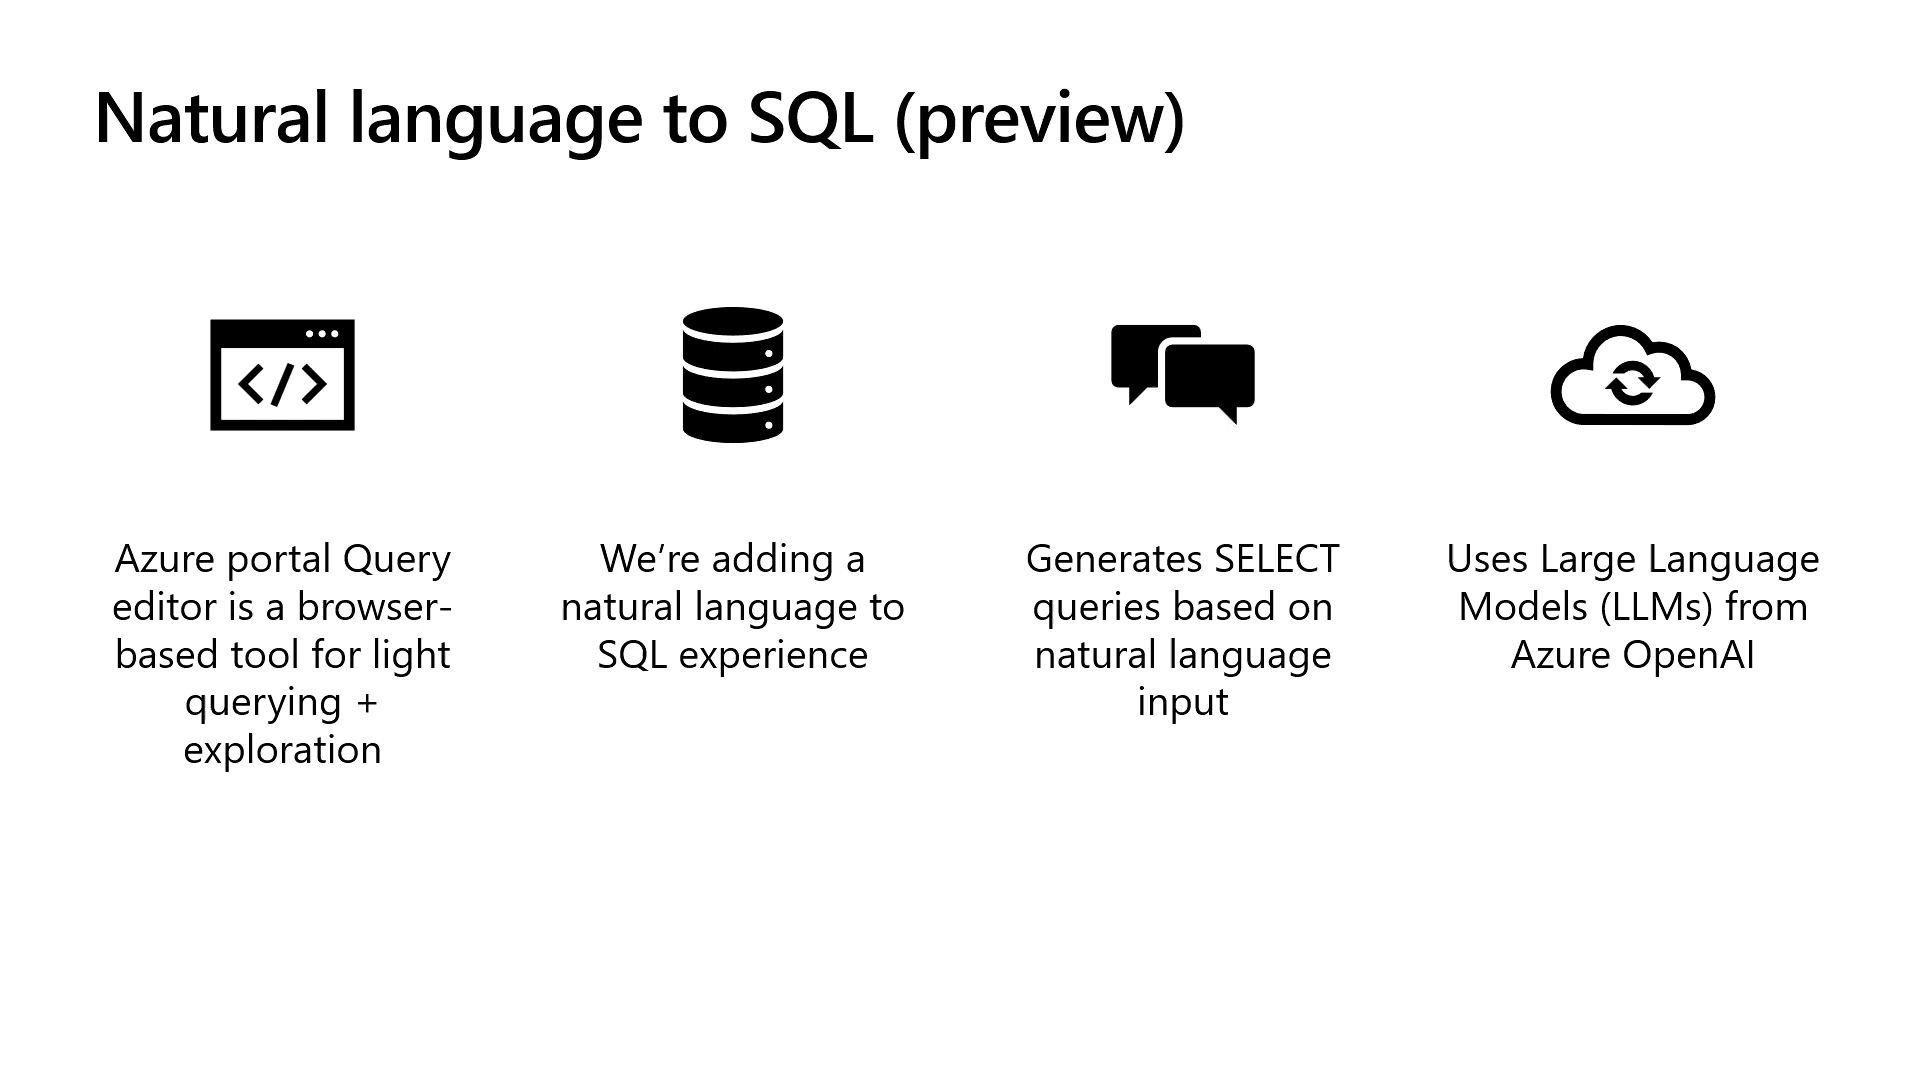 Natural language to SQL (preview)
</>
Azure portal Query
editor is a browser-
based tool for light
querying +
exploration
We’re adding a
natural language to
SQL experience
Generates SELECT
queries based on
natural language
input
Uses Large Language
Models (LLMs) from
Azure OpenAI